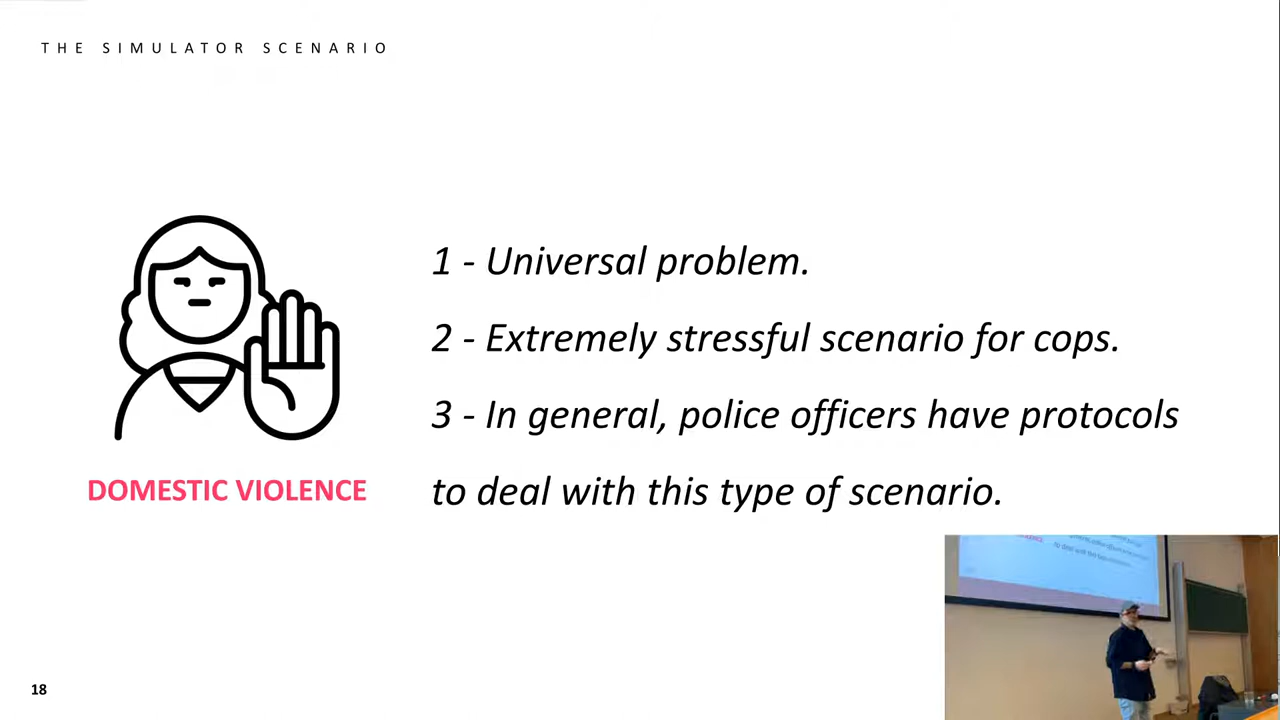 THE SIMULATOR SCENARIO
1 - Universal problem.
2 - Extremely stressful scenario for cops.
3 - In general, police officers have protocols
to deal with this type of scenario.
DOMESTIC VIOLENCE
18